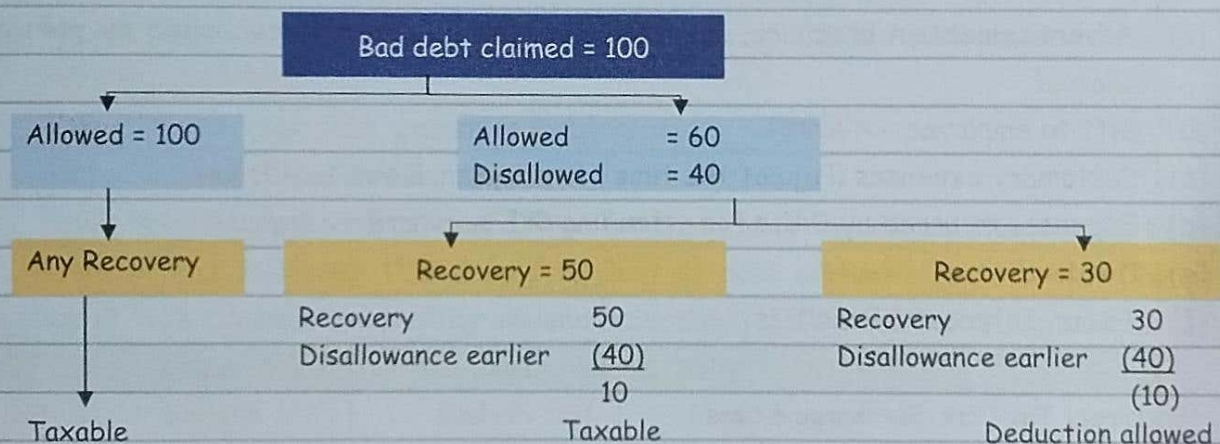 Bad debt claimed = 100
Allowed = 100
Allowed = 60
Disallowed = 40
Any Recovery
Recovery = 50
Recovery = 30
Recovery 50
Disallowance earlier (40)
10
Taxable
Recovery 30
Disallowance earlier (40)
(10)
Deduction allowed
Taxable